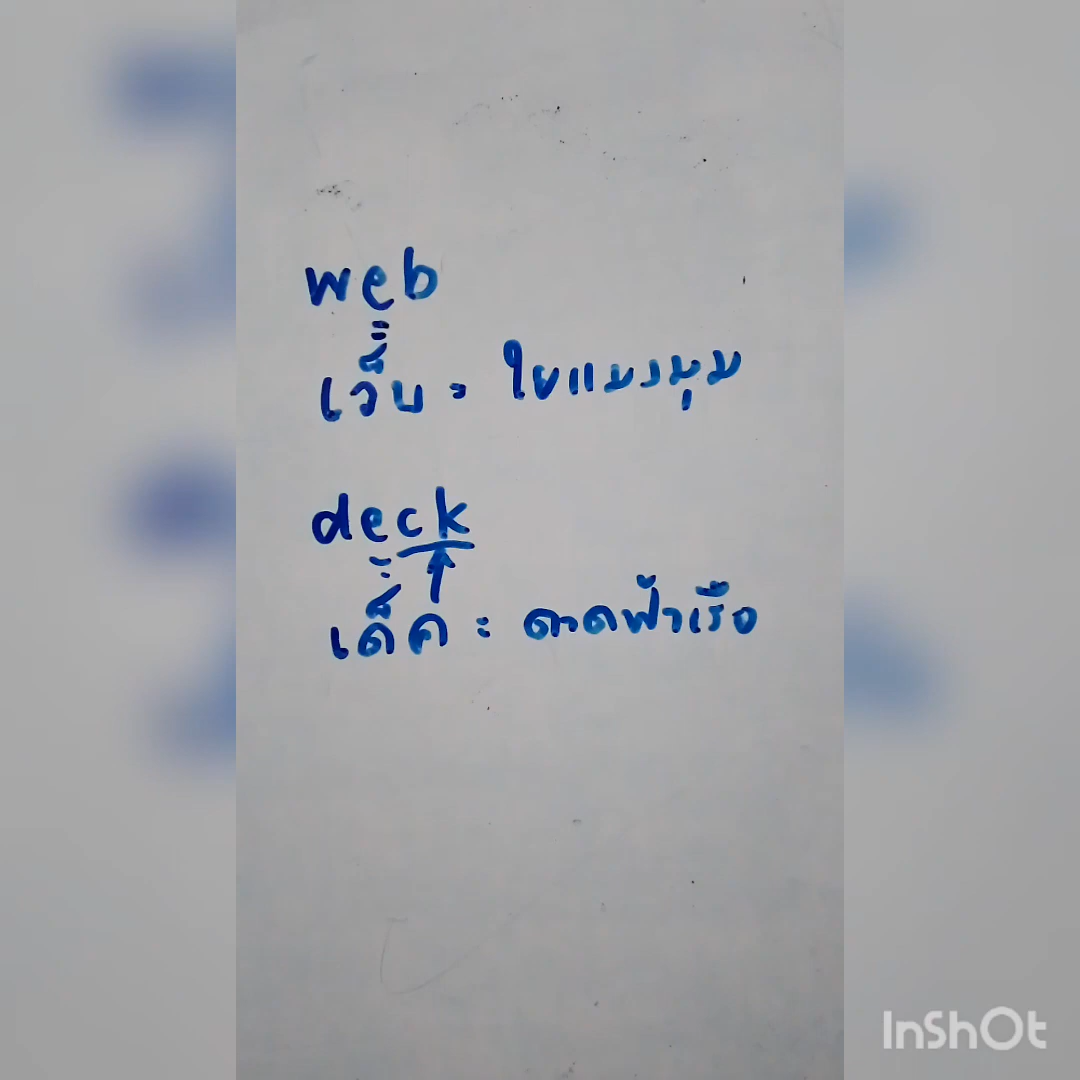 web
เว็บ = ใยแมงมุม
deck
เด็ค = ดาดฟ้าเรือ
InShOt